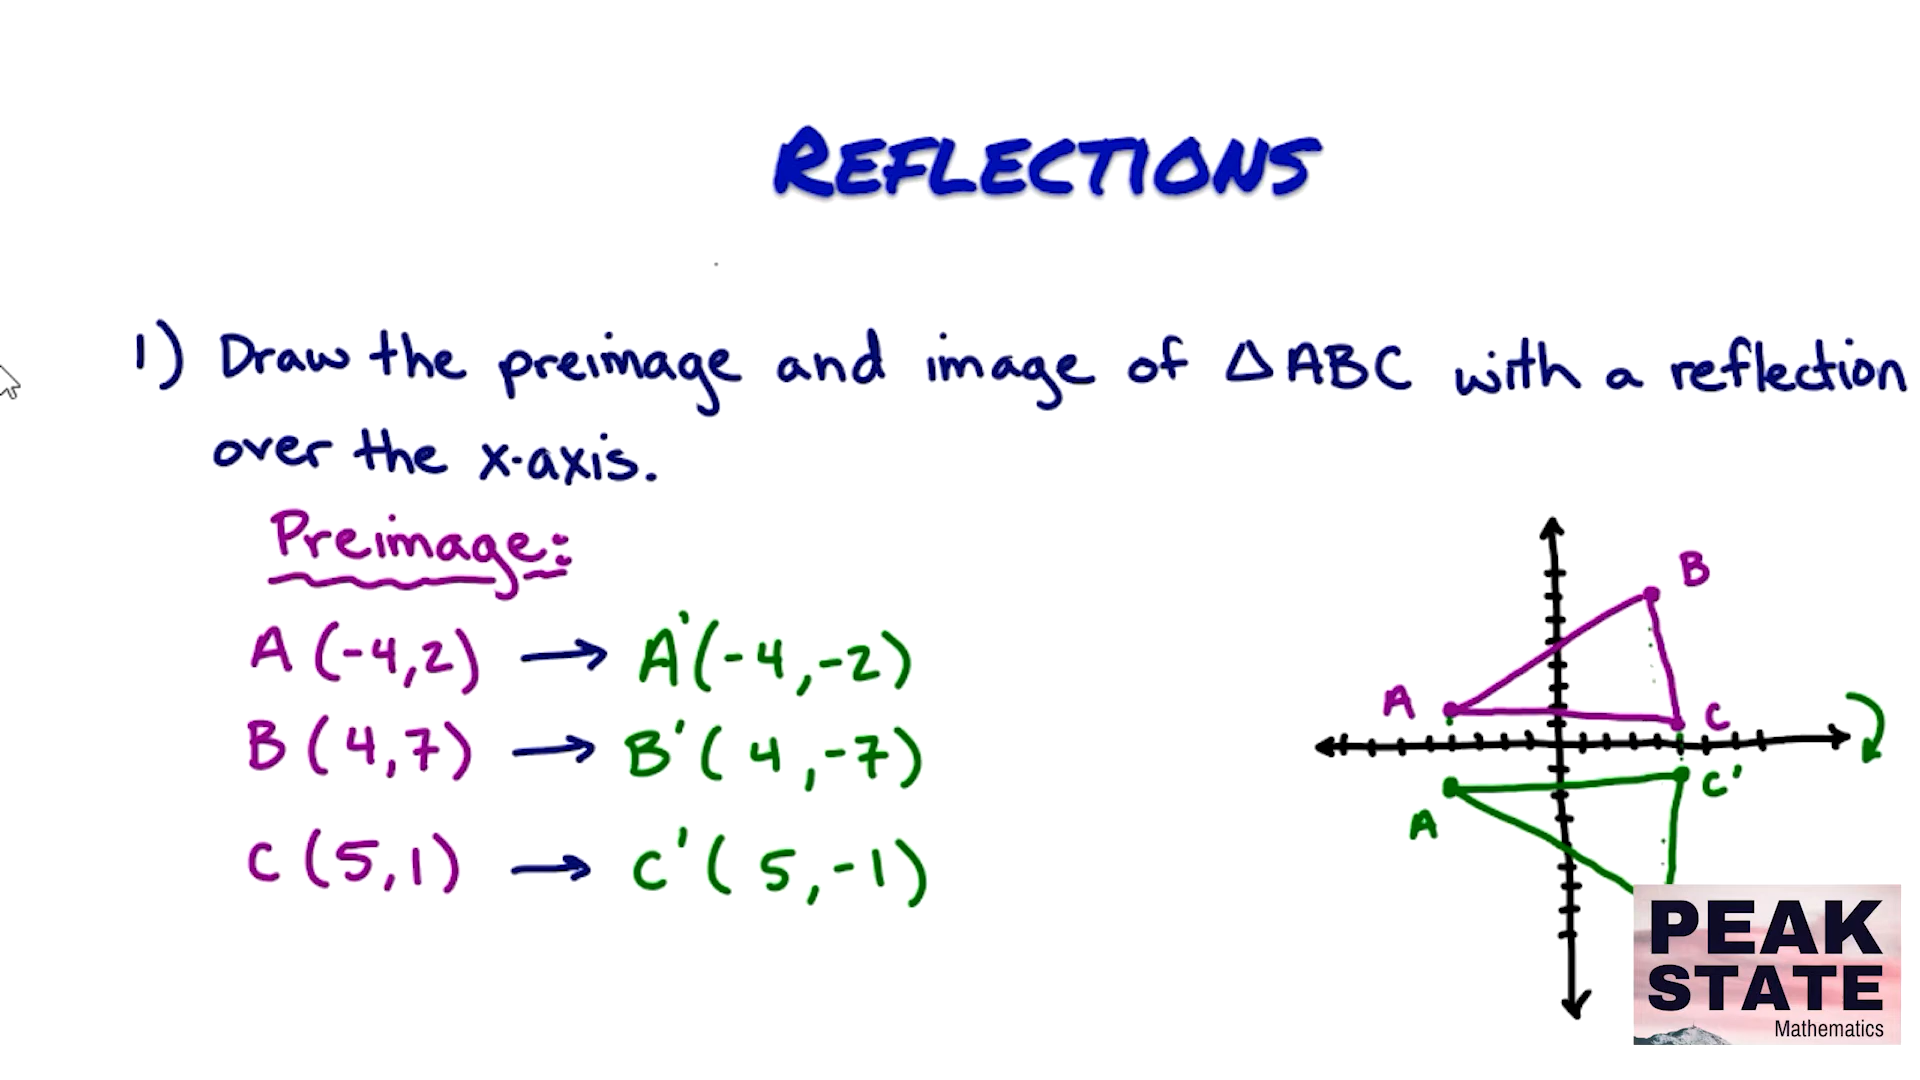 REFLECTIONS
1) Draw the preimage and image of △ABC with a reflection
over the x-axis.
Preimage:
A (-4,2) → A'(-4,-2)
B (4,7) → B'(4,-7)
C (5,1) → C'(5,-1)
B
A
C
C'
A
PEAK
STATE
Mathematics